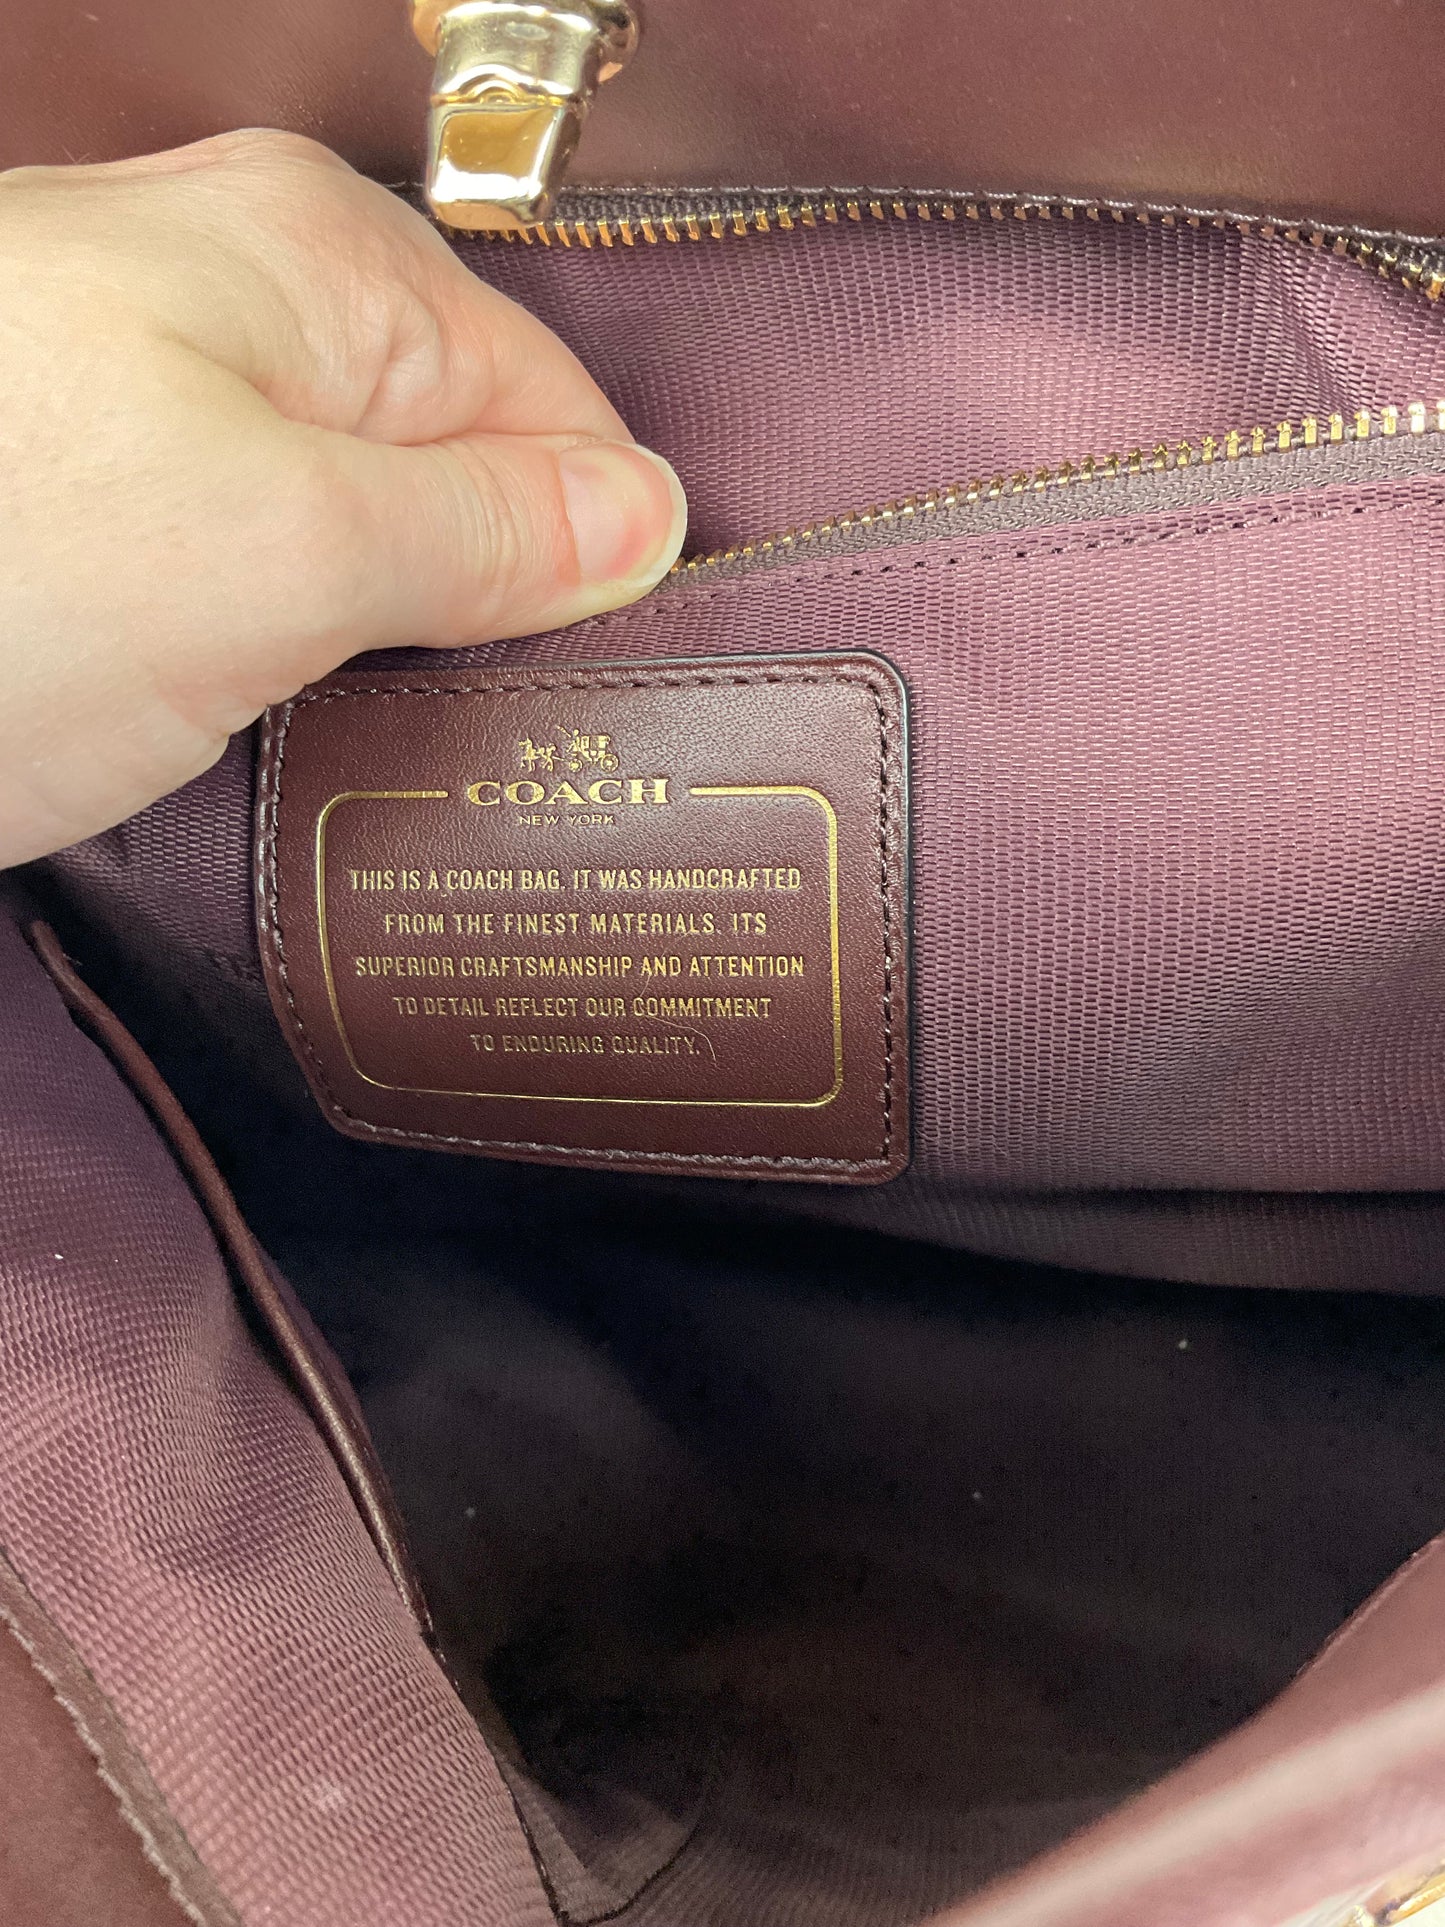 COACH
NEW YORK
THIS IS A COACH BAG. IT WAS HANDCRAFTED
FROM THE FINEST MATERIALS. ITS
SUPERIOR CRAFTSMANSHIP AND ATTENTION
TO DETAIL REFLECT OUR COMMITMENT
TO ENDURING QUALITY.